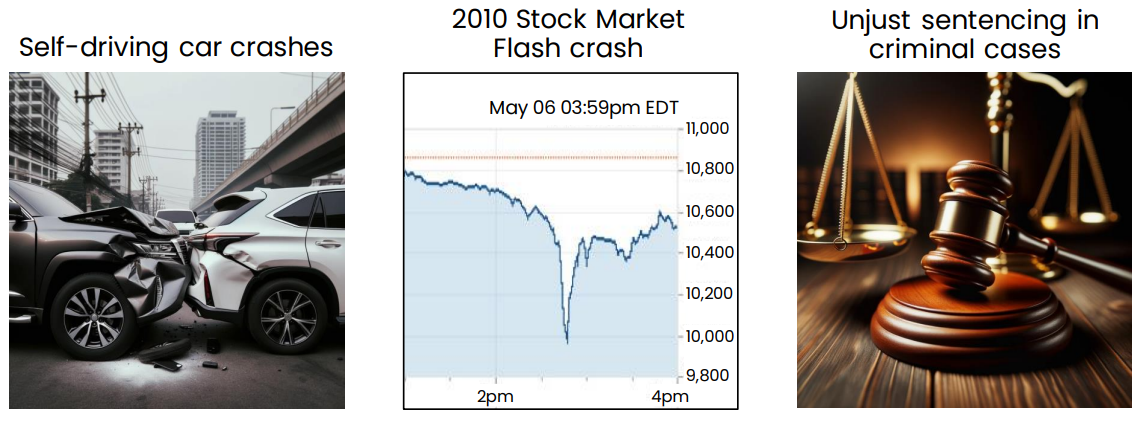 Self-driving car crashes
2010 Stock Market
Flash crash
May 06 03:59pm EDT
11,000
10,800
10,600
10,400
10,200
10,000
9,800
2pm
4pm
Unjust sentencing in
criminal cases